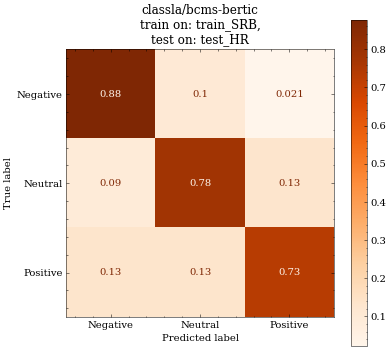 classla/bcms-bertic
train on: train_SRB,
test on: test_HR
Negative 0.88 0.1 0.021
Neutral 0.09 0.78 0.13
Positive 0.13 0.13 0.73
True label
Negative Neutral Positive
Predicted label
0.8
0.7
0.6
0.5
0.4
0.3
0.2
0.1